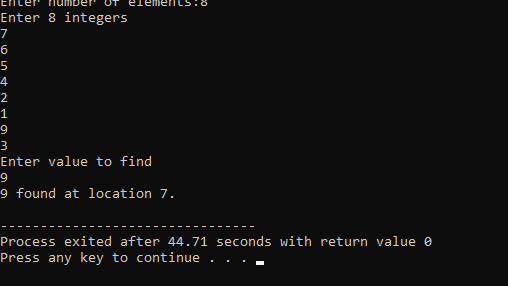 Enter number of elements:8
Enter 8 integers
7
6
5
4
2
1
9
3
Enter value to find
9
9 found at location 7.
--------------------------------
Process exited after 44.71 seconds with return value 0
Press any key to continue . . .